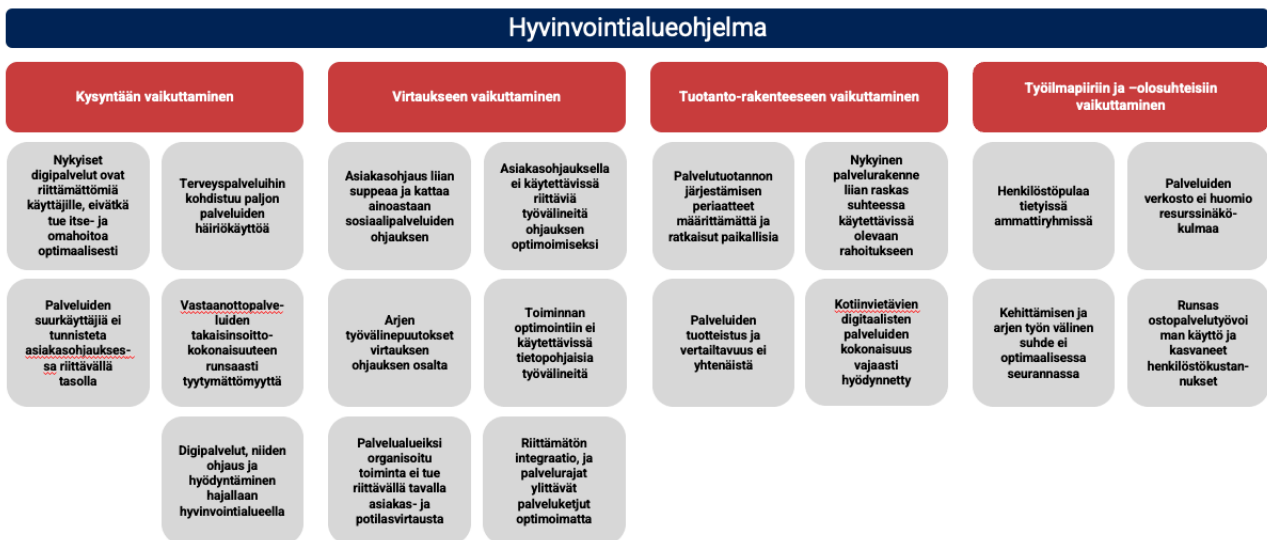 Hyvinvointialueohjelma
Kysyntään vaikuttaminen
Virtaukseen vaikuttaminen
Tuotanto-rakenteeseen vaikuttaminen
Työilmapiiriin ja –olosuhteisiin
vaikuttaminen
Nykyiset
digipalvelut ovat
riittämättömiä
käyttäjille, eivätkä
tue itse- ja
omahoitoa
optimaalisesti
Terveyspalveluihin
kohdistuu paljon
palveluiden
häiriökäyttöä
Asiakasohjaus liian
suppea ja kattaa
ainoastaan
sosiaalipalveluiden
ohjauksen
Asiakasohjauksella
ei käytettävissä
riittäviä
työvälineitä
ohjauksen
optimoimiseksi
Palvelutuotannon
järjestämisen
periaatteet
määrittämättä ja
ratkaisut paikallisia
Nykyinen
palvelurakenne
liian raskas
suhteessa
käytettävissä
olevaan
rahoitukseen
Henkilöstöpulaa
tietyissä
ammattiryhmissä
Palveluiden
verkosto ei huomio
resurssinäkö-
kulmaa
Palveluiden
suurkäyttäjiä ei
tunnisteta
asiakasohjaukses-
sa riittävällä
tasolla
Vastaanottopalve-
luiden
takaisinsoitto-
kokonaisuuteen
runsaasti
tyytymättömyyttä
Arjen
työvälinepuutokset
virtauksen
ohjauksen osalta
Toiminnan
optimointiin ei
käytettävissä
tietopohjaisia
työvälineitä
Palveluiden
tuotteistus ja
vertailtavuus ei
yhtenäistä
Kotiinvietävien
digitaalisten
palveluiden
kokonaisuus
vajaasti
hyödynnetty
Kehittämisen ja
arjen työn välinen
suhde ei
optimaalisessa
seurannassa
Runsas
ostopalvelutyövoi
man käyttö ja
kasvaneet
henkilöstökustan-
nukset
Digipalvelut, niiden
ohjaus ja
hyödyntäminen
hajallaan
hyvinvointialueella
Palvelualueiksi
organisoitu
toiminta ei tue
riittävällä tavalla
asiakas- ja
potilasvirtausta
Riittämätön
integraatio, ja
palvelurajat
ylittävät
palveluketjut
optimoimatta